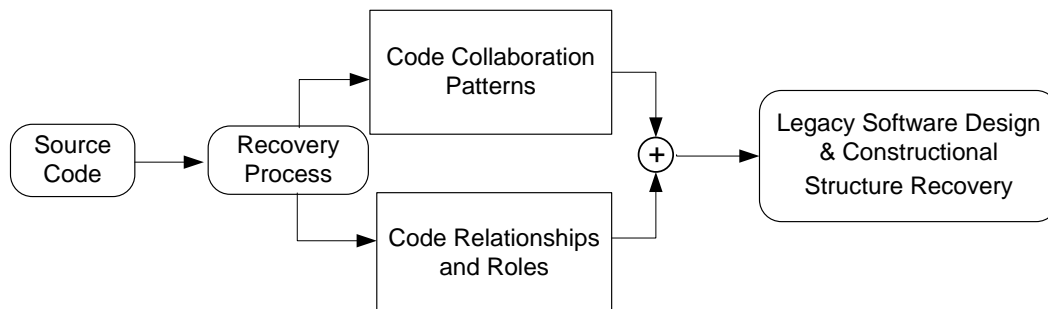 Source
Code
Recovery
Process
Code Collaboration
Patterns
Code Relationships
and Roles
+
Legacy Software Design
& Constructional
Structure Recovery